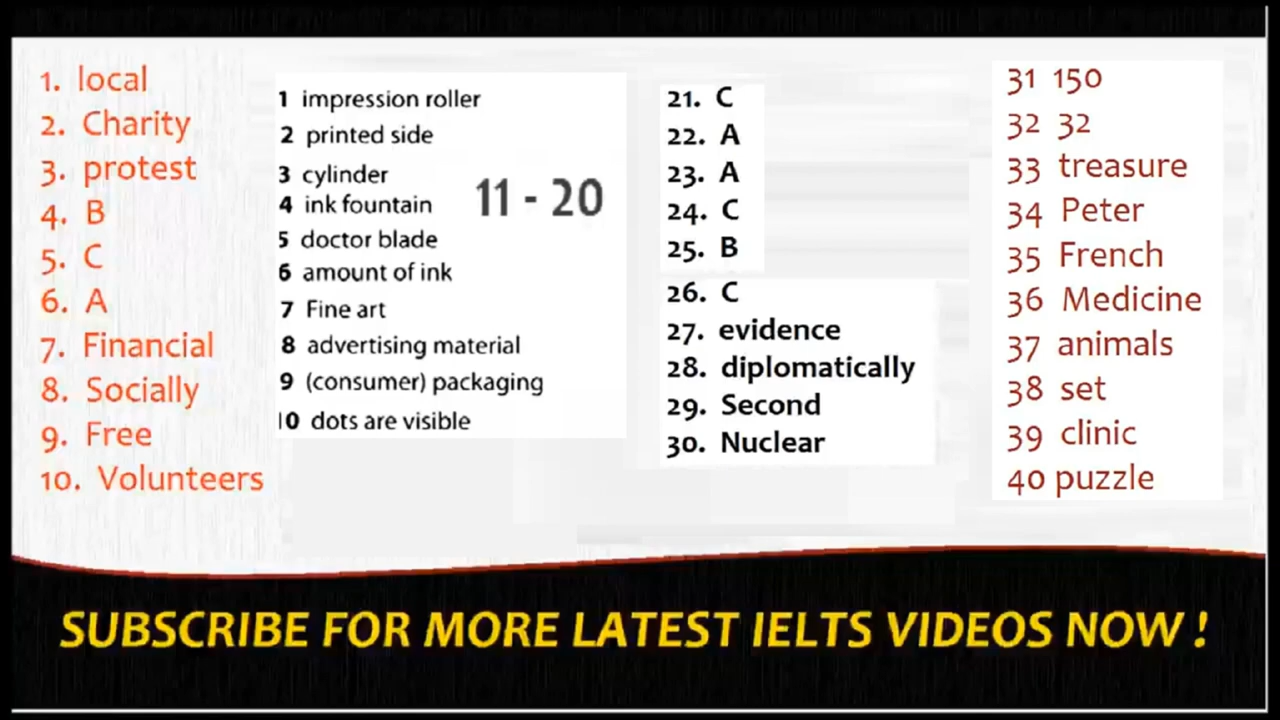 1. local
2. Charity
3. protest
4. B
5. C
6. A
7. Financial
8. Socially
9. Free
10. Volunteers
1 impression roller
2 printed side
3 cylinder
4 ink fountain
5 doctor blade
6 amount of ink
7 Fine art
8 advertising material
9 (consumer) packaging
10 dots are visible
11 - 20
21. C
22. A
23. A
24. C
25. B
26. C
27. evidence
28. diplomatically
29. Second
30. Nuclear
31 150
32 32
33 treasure
34 Peter
35 French
36 Medicine
37 animals
38 set
39 clinic
40 puzzle
SUBSCRIBE FOR MORE LATEST IELTS VIDEOS NOW !